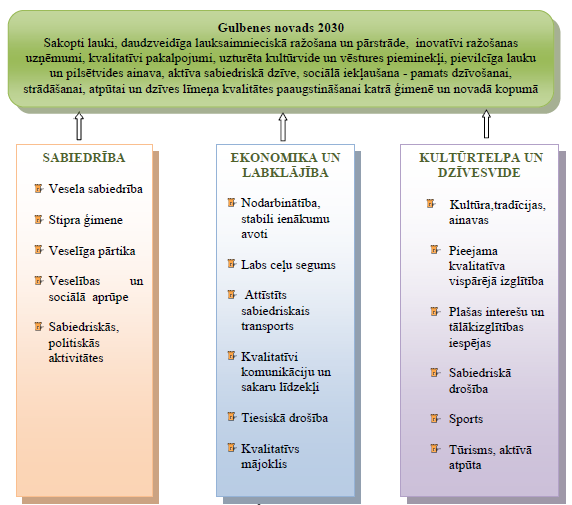 Gulbenes novads 2030
Sakopti lauki, daudzveidīga lauksaimnieciskā ražošana un pārstrāde, inovatīvi ražošanas
uzņēmumi, kvalitatīvi pakalpojumi, uzturēta kultūrvide un vēstures pieminekļi, pievilcīga lauku
un pilsētvides ainava, aktīva sabiedriskā dzīve, sociālā iekļaušana - pamats dzīvošanai,
strādāšanai, atpūtai un dzīves līmeņa kvalitātes paaugstināšanai katrā ģimenē un novadā kopumā
SABIEDRĪBA
Vesela sabiedrība
Stipra ģimene
Veselīga pārtika
Veselības un
sociālā aprūpe
Sabiedriskās,
politiskās
aktivitātes
EKONOMIKA UN
LABKLĀJĪBA
Nodarbinātība,
stabili ienākumu
avoti
Labs ceļu segums
Attīstīts
sabiedriskais
transports
Kvalitatīvi
komunikāciju un
sakaru līdzekļi
Tiesiskā drošība
Kvalitatīvs
mājoklis
KULTŪRTELPA UN
DZĪVESVIDE
Kultūra,tradīcijas,
ainavas
Pieejama
kvalitatīva
vispārējā izglītība
Plašas interešu un
tālākizglītības
iespējas
Sabiedriskā
drošība
Sports
Tūrisms, aktīvā
atpūta